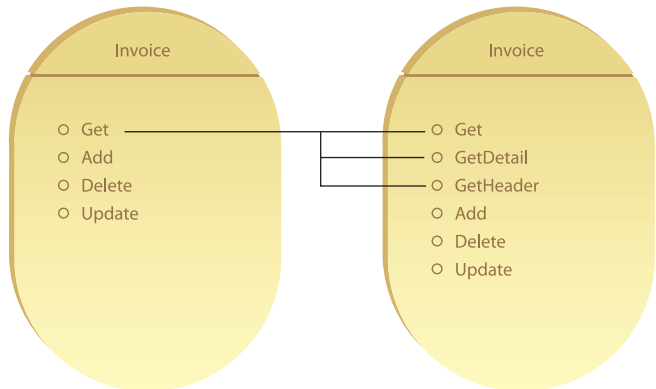 Invoice
Get
Add
Delete
Update
Invoice
Get
GetDetail
GetHeader
Add
Delete
Update